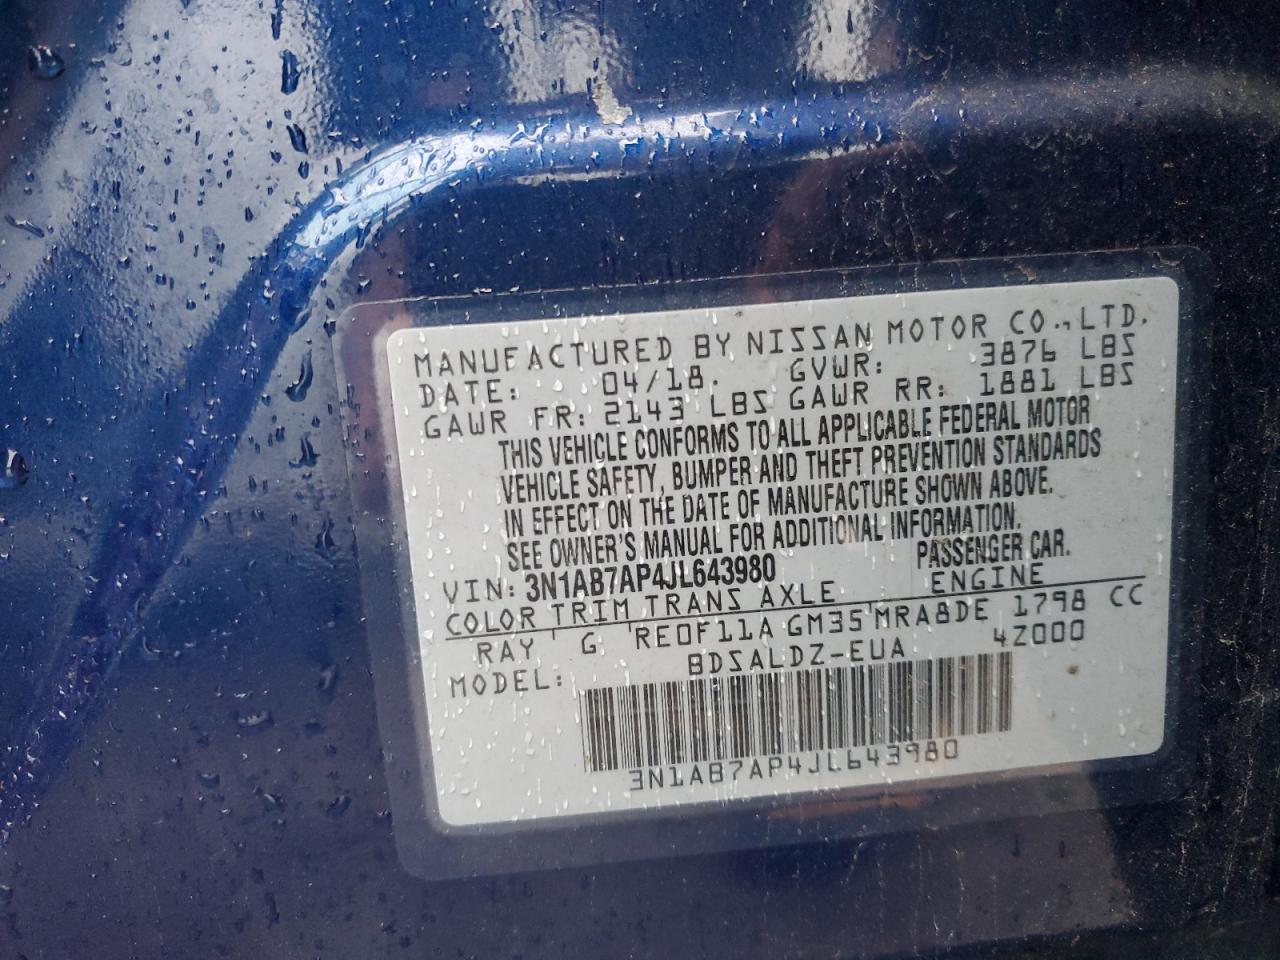 MANUFACTURED BY NISSAN MOTOR CO.,LTD.
DATE: 04/18. GVWR: 3876 LBS
GAWR FR: 2143 LBS GAWR RR: 1881 LBS
THIS VEHICLE CONFORMS TO ALL APPLICABLE FEDERAL MOTOR
VEHICLE SAFETY, BUMPER AND THEFT PREVENTION STANDARDS
IN EFFECT ON THE DATE OF MANUFACTURE SHOWN ABOVE.
SEE OWNER'S MANUAL FOR ADDITIONAL INFORMATION.
VIN: 3N1AB7AP4JL643980 PASSENGER CAR.
COLOR TRIM TRANS AXLE ENGINE
RAY G RE0F11A GM35 MRA8DE 1798 CC
MODEL: BDSALDZ-EUA 4Z000
3N1AB7AP4JL643980